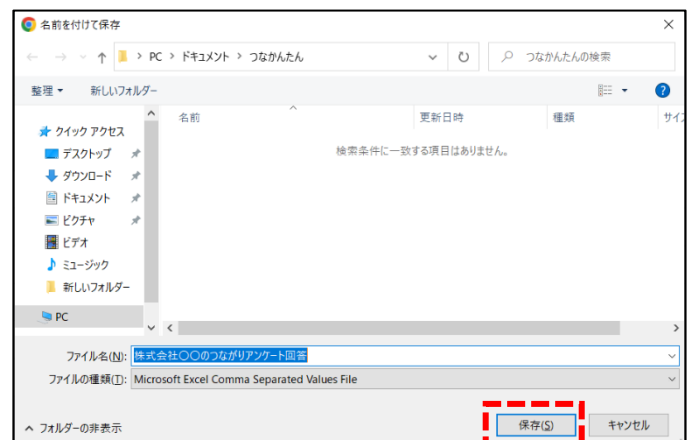 名前を付けて保存
PC > ドキュメント > つなかんたん
つなかんたんの検索
整理 新しいフォルダー
名前 更新日時 種類 サイズ
検索条件に一致する項目はありません。
クイック アクセス
デスクトップ
ダウンロード
ドキュメント
ピクチャ
ビデオ
ミュージック
新しいフォルダー
PC
ファイル名(N): 株式会社〇〇のつながりアンケート回答
ファイルの種類(T): Microsoft Excel Comma Separated Values File
フォルダーの非表示
保存(S) キャンセル